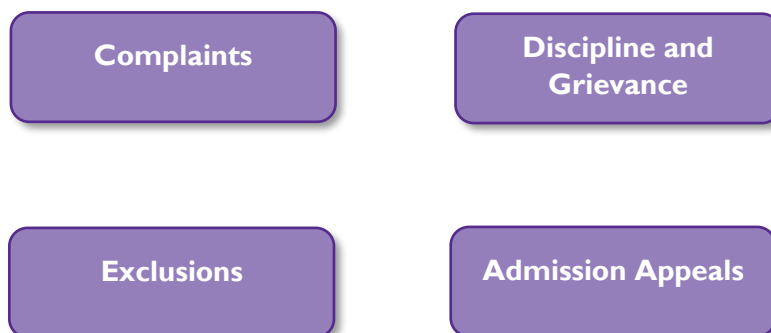 Complaints
Discipline and
Grievance
Exclusions
Admission Appeals